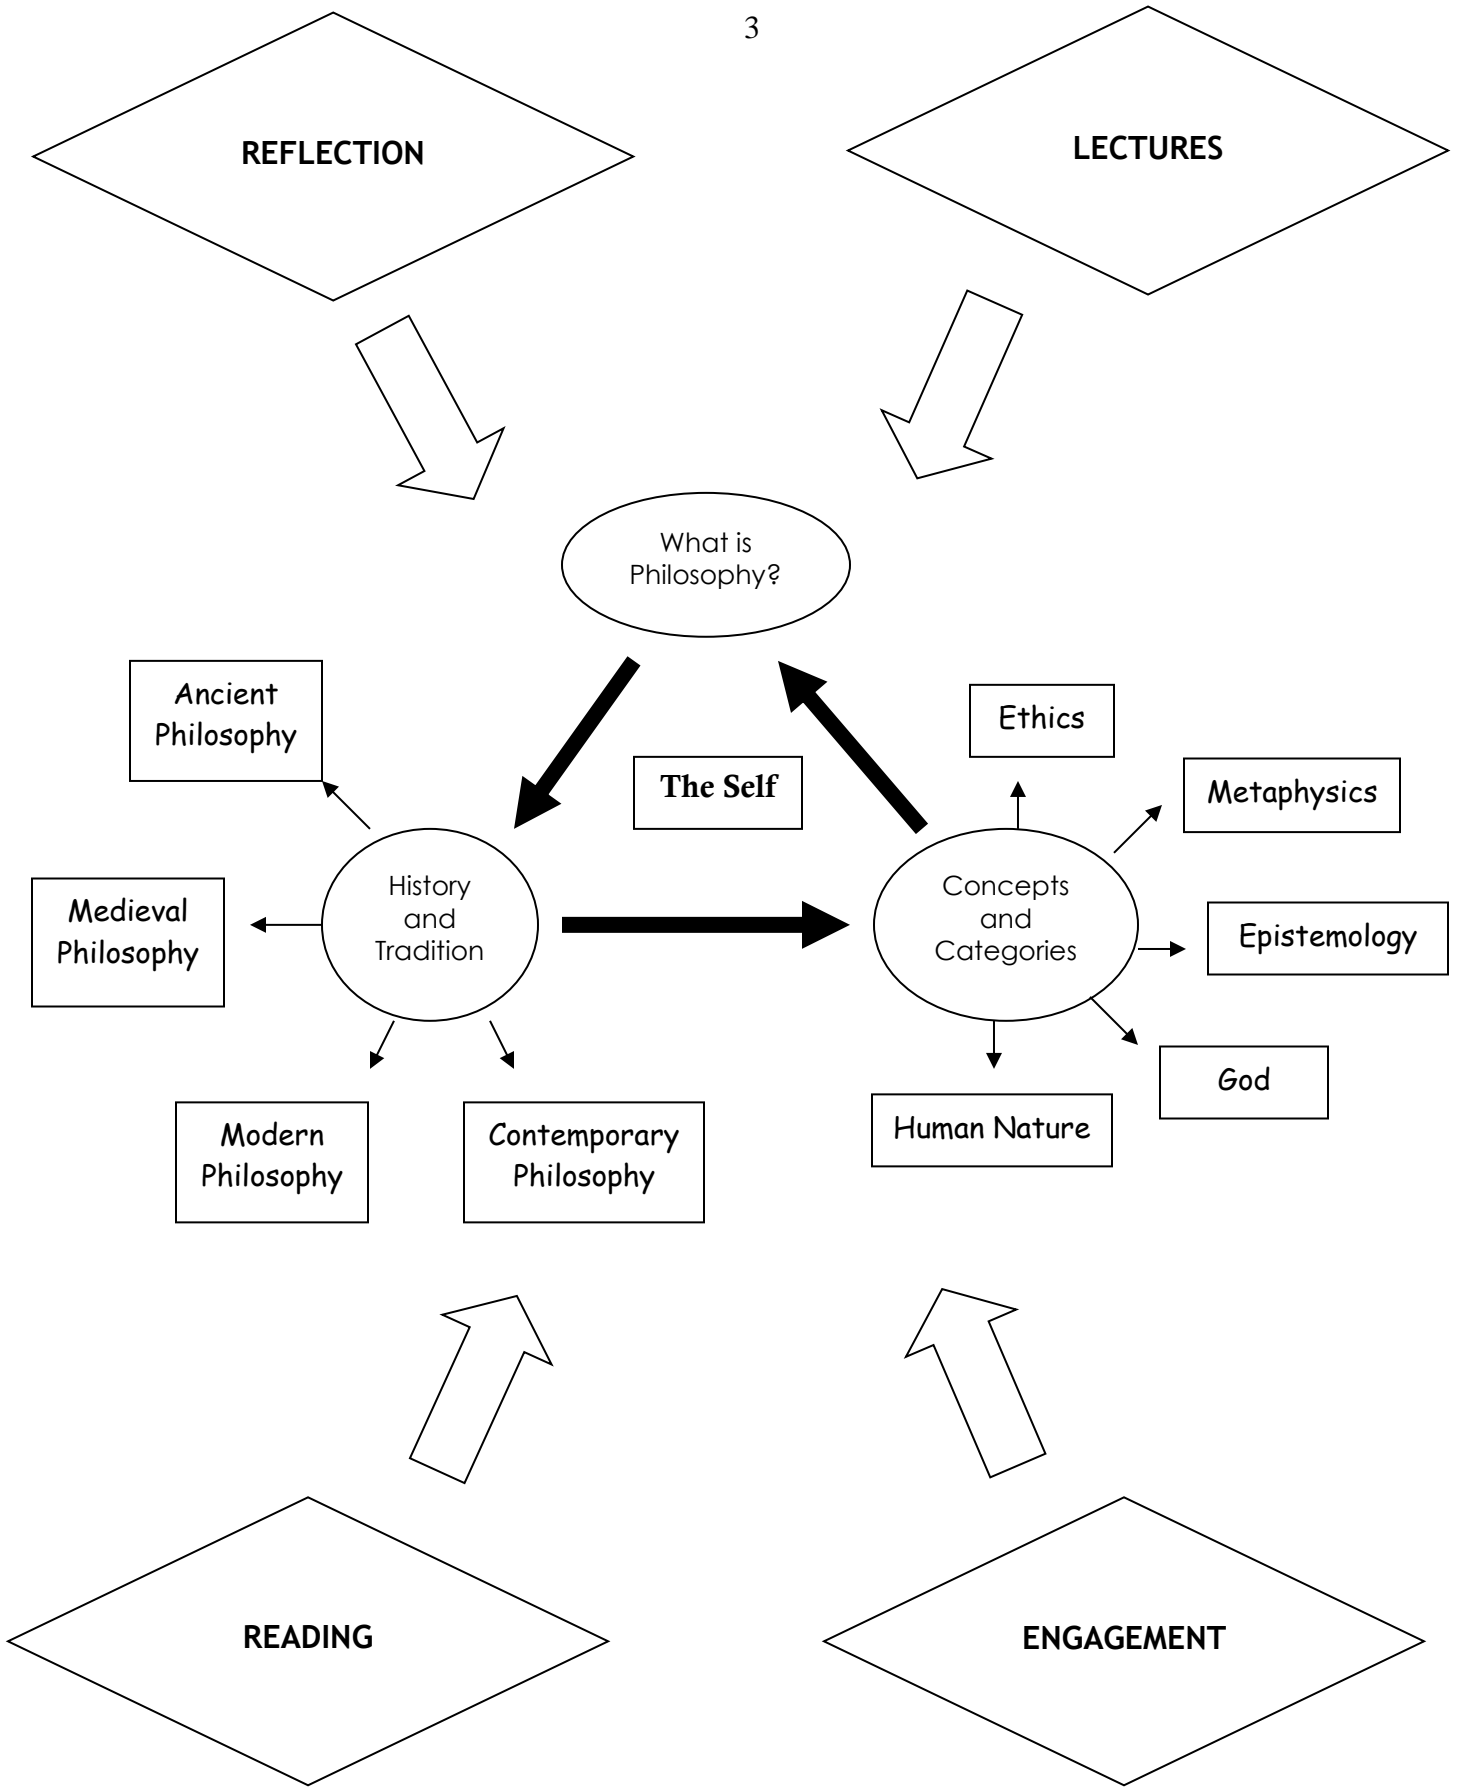 3
REFLECTION
LECTURES
What is
Philosophy?
Ancient
Philosophy
Ethics
The Self
Metaphysics
Medieval
Philosophy
History
and
Tradition
Concepts
and
Categories
Epistemology
God
Modern
Philosophy
Contemporary
Philosophy
Human Nature
READING
ENGAGEMENT